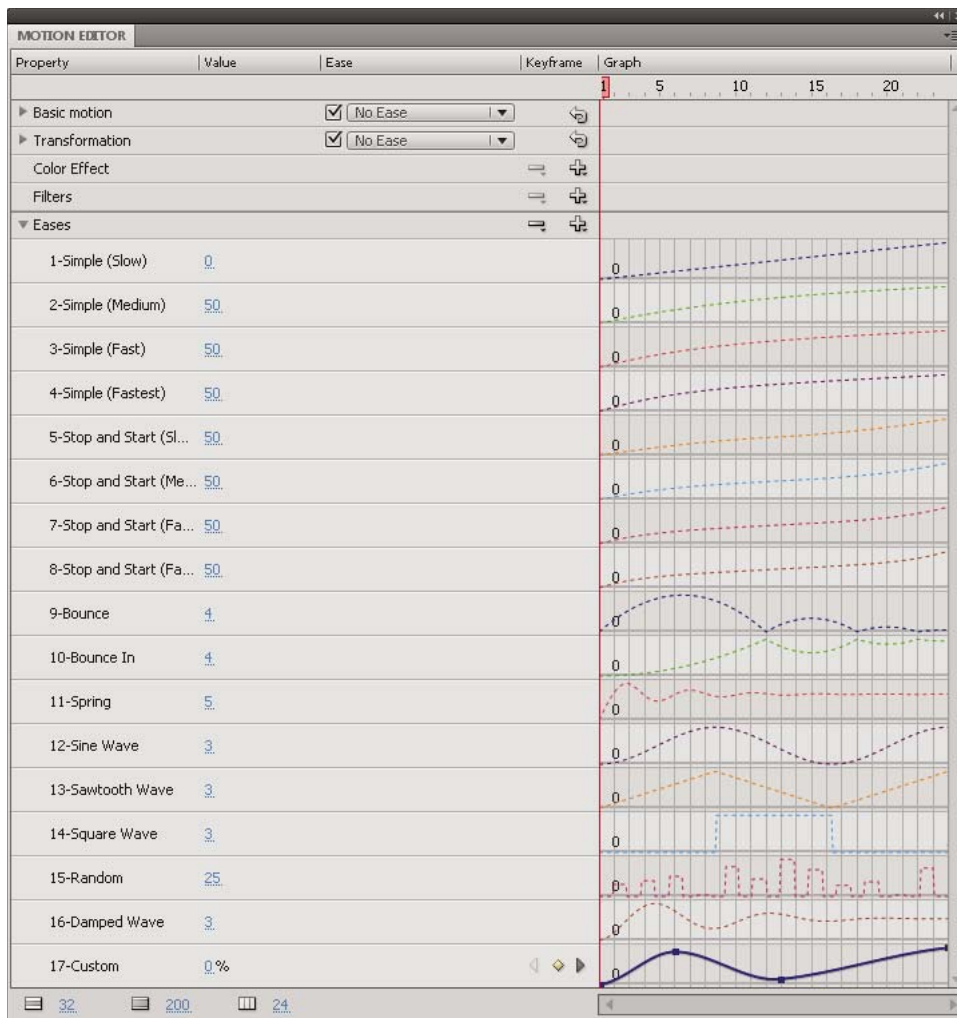 MOTION EDITOR
Property Value Ease Keyframe Graph
1 5 10 15 20
Basic motion No Ease
Transformation No Ease
Color Effect
Filters
Eases
1-Simple (Slow) 0 0
2-Simple (Medium) 50 0
3-Simple (Fast) 50 0
4-Simple (Fastest) 50 0
5-Stop and Start (Sl... 50 0
6-Stop and Start (Me... 50 0
7-Stop and Start (Fa... 50 0
8-Stop and Start (Fa... 50 0
9-Bounce 4 0
10-Bounce In 4 0
11-Spring 5 0
12-Sine Wave 3 0
13-Sawtooth Wave 3 0
14-Square Wave 3 0
15-Random 25 0
16-Damped Wave 3 0
17-Custom 0 % 0
32 200 24